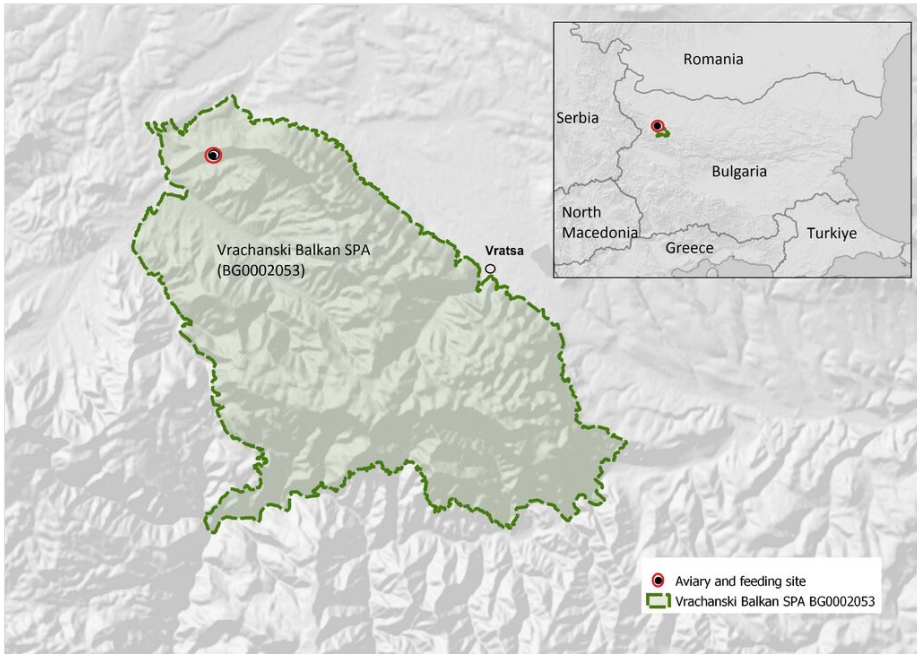 Romania
Serbia
Bulgaria
North
Macedonia
Turkiye
Greece
Vratsa
Vrachanski Balkan SPA
(BG0002053)
Aviary and feeding site
Vrachanski Balkan SPA BG0002053